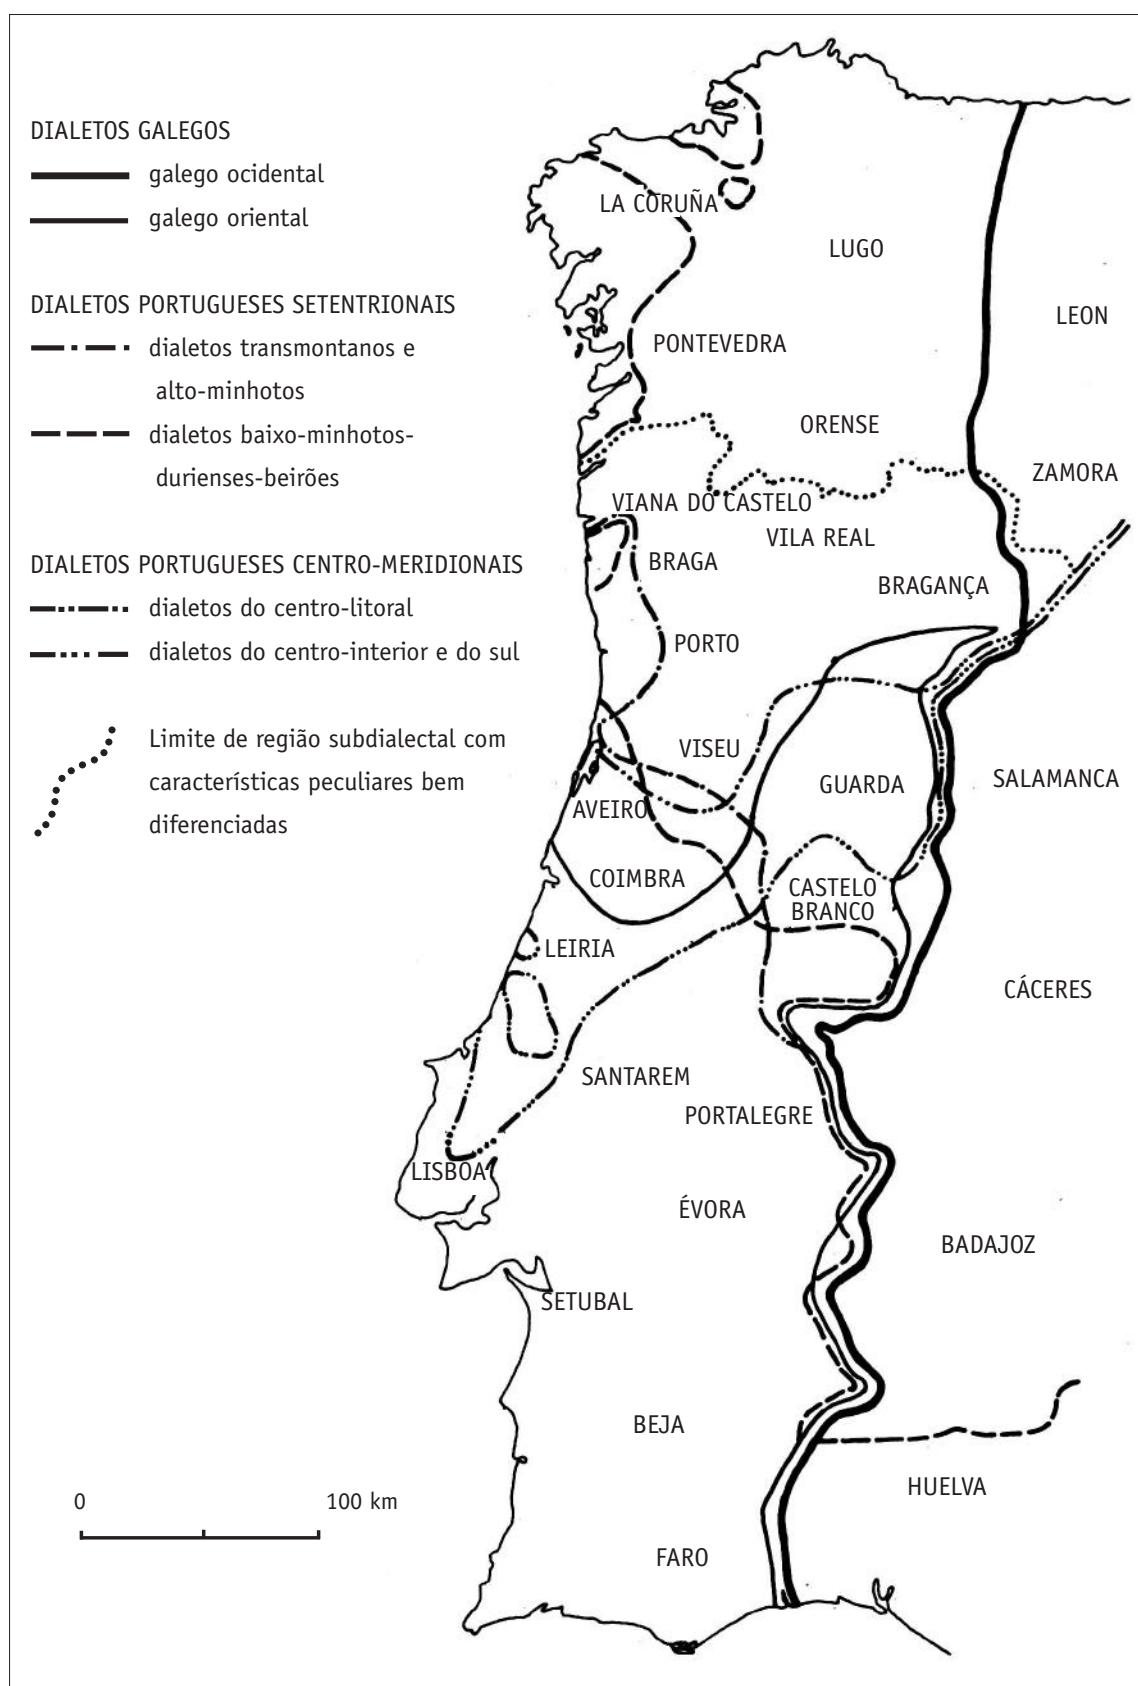 DIALETOS GALEGOS
galego ocidental
galego oriental
DIALETOS PORTUGUESES SETENTRIONAIS
dialetos transmontanos e
alto-minhotos
dialetos baixo-minhotos-
durienses-beirões
DIALETOS PORTUGUESES CENTRO-MERIDIONAIS
dialetos do centro-litoral
dialetos do centro-interior e do sul
Limite de região subdialectal com
características peculiares bem
diferenciadas
LA CORUÑA
LUGO
LEON
PONTEVEDRA
ORENSE
ZAMORA
VIANA DO CASTELO
VILA REAL
BRAGA
BRAGANÇA
PORTO
VISEU
GUARDA
SALAMANCA
AVEIRO
COIMBRA
CASTELO
BRANCO
LEIRIA
CÁCERES
SANTAREM
PORTALEGRE
LISBOA
ÉVORA
BADAJOZ
SETUBAL
BEJA
HUELVA
FARO
0 100 km